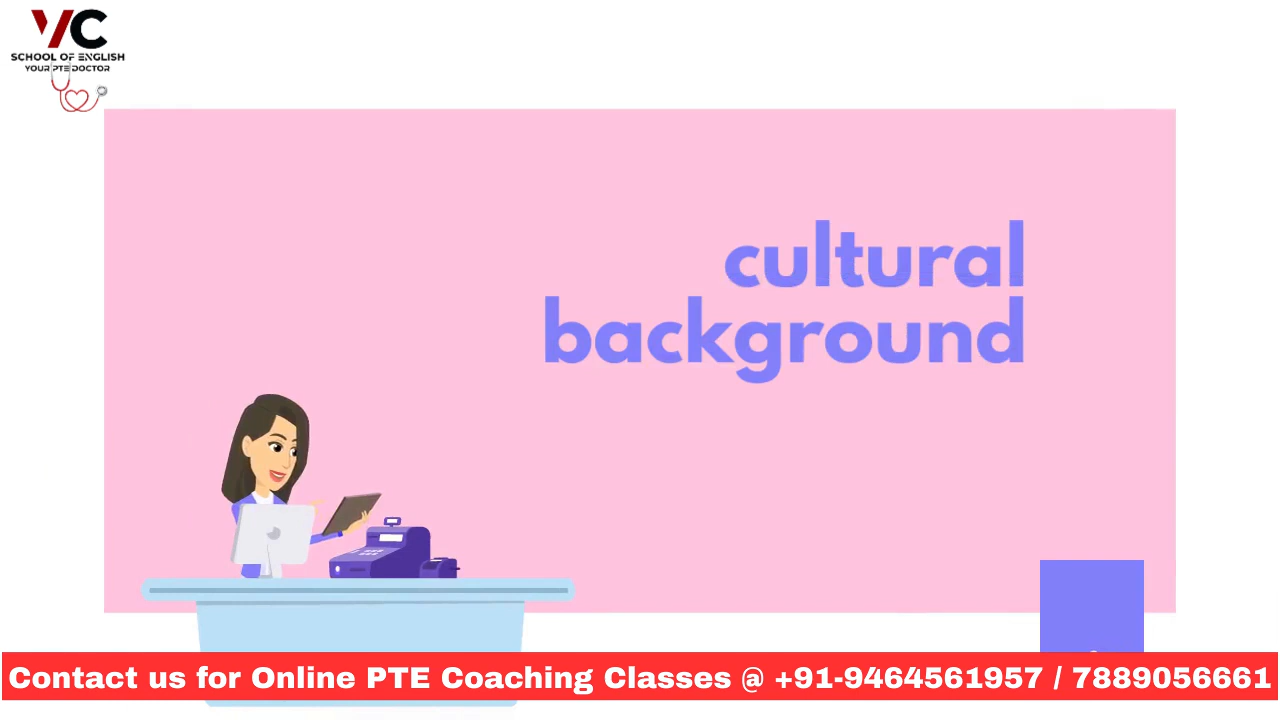 VC
SCHOOL OF ENGLISH
YOUR PTE DOCTOR
cultural
background
Contact us for Online PTE Coaching Classes @ +91-9464561957 / 7889056661